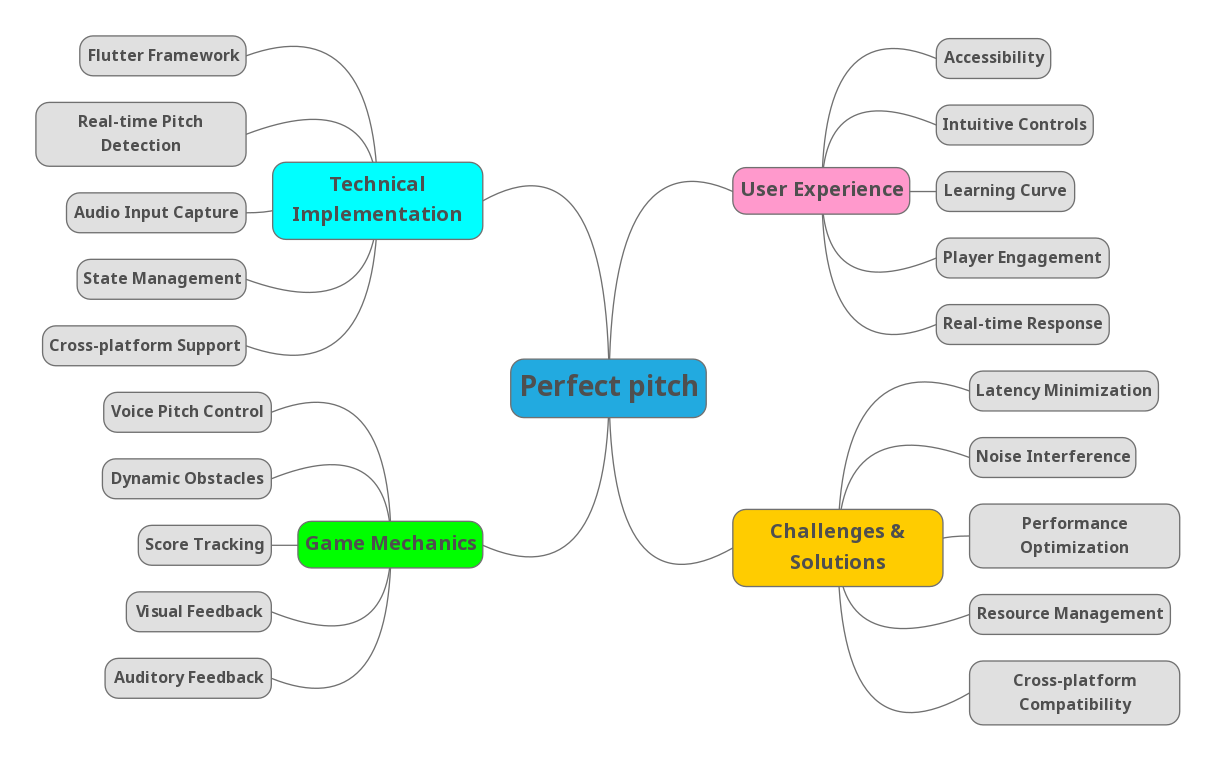 Perfect pitch
Technical
Implementation
Flutter Framework
Real-time Pitch
Detection
Audio Input Capture
State Management
Cross-platform Support
Game Mechanics
Voice Pitch Control
Dynamic Obstacles
Score Tracking
Visual Feedback
Auditory Feedback
User Experience
Accessibility
Intuitive Controls
Learning Curve
Player Engagement
Real-time Response
Challenges &
Solutions
Latency Minimization
Noise Interference
Performance
Optimization
Resource Management
Cross-platform
Compatibility